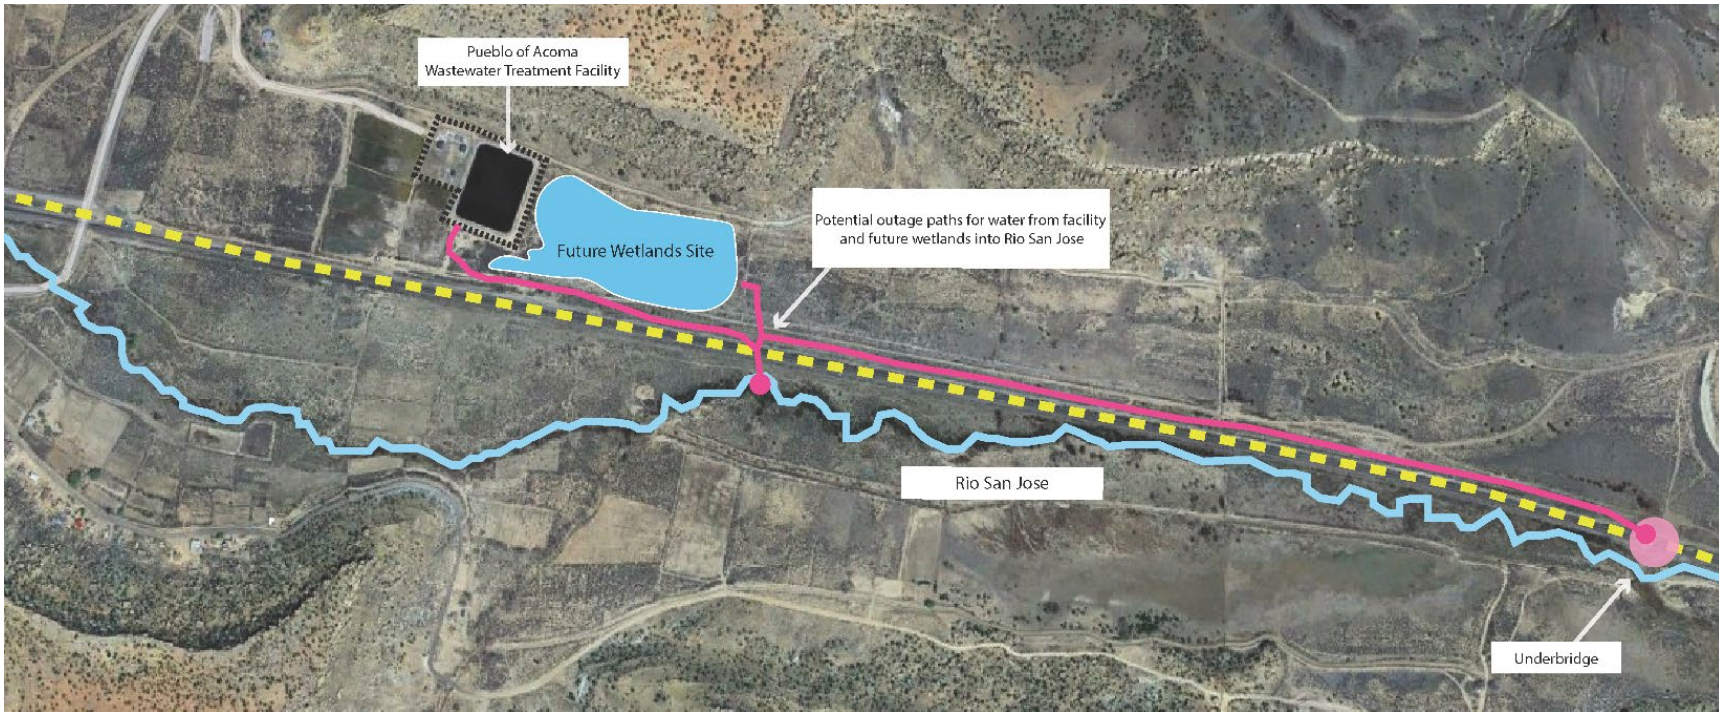 Pueblo of Acoma
Wastewater Treatment Facility
Potential outage paths for water from facility
and future wetlands into Rio San Jose
Future Wetlands Site
Rio San Jose
Underbridge